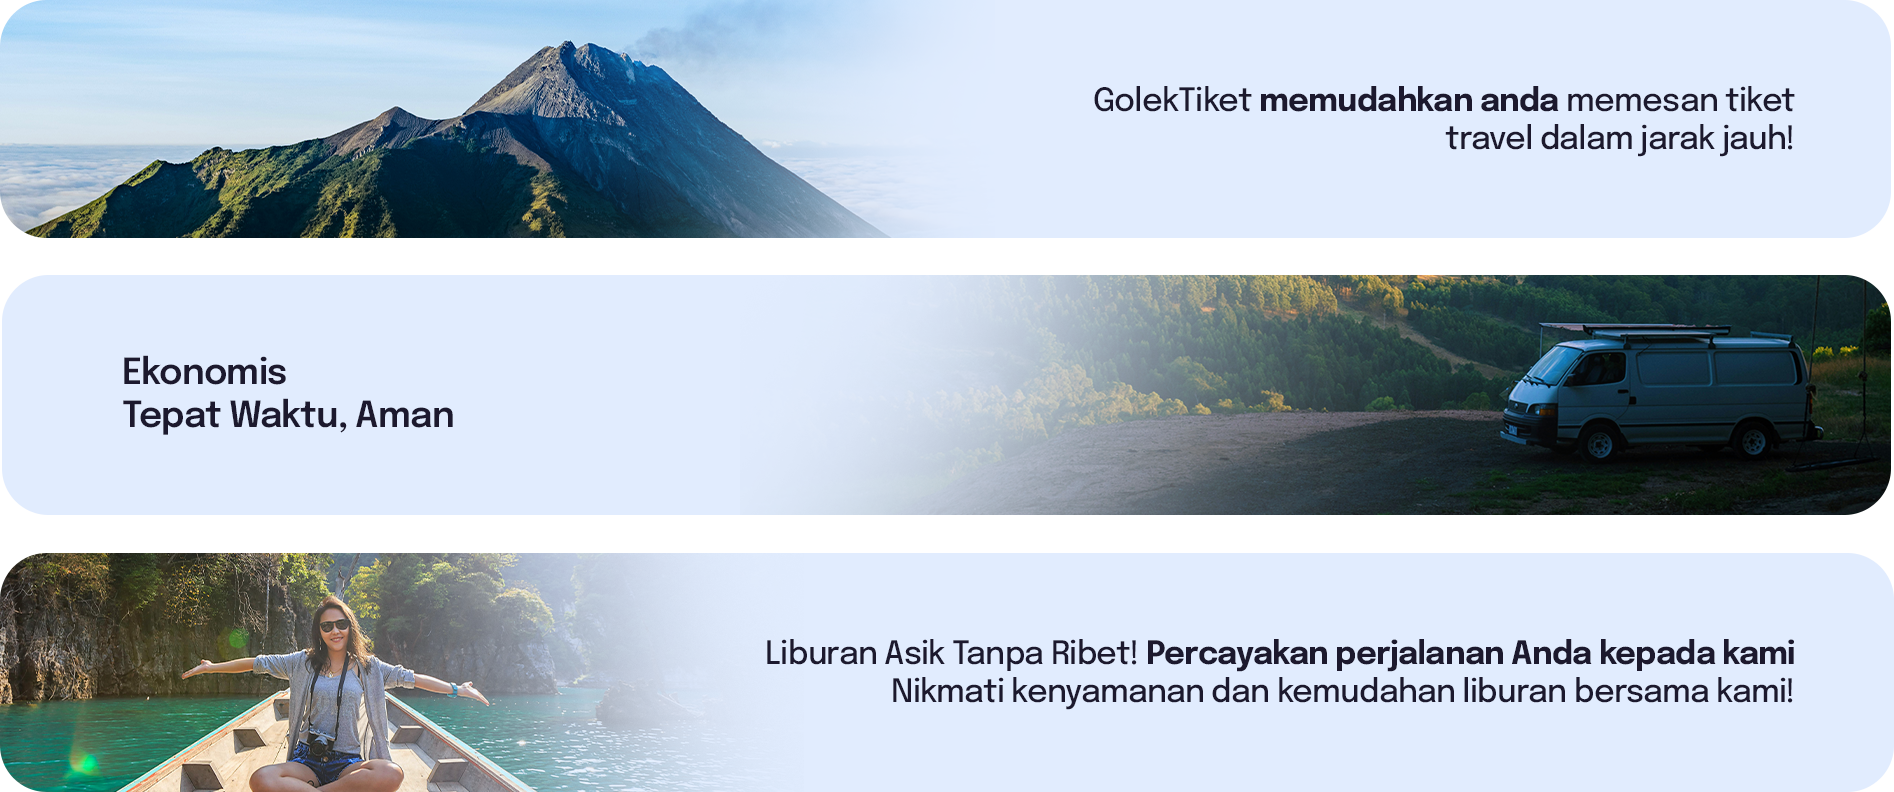 GolekTiket memudahkan anda memesan tiket
travel dalam jarak jauh!
Ekonomis
Tepat Waktu, Aman
Liburan Asik Tanpa Ribet! Percayakan perjalanan Anda kepada kami
Nikmati kenyamanan dan kemudahan liburan bersama kami!